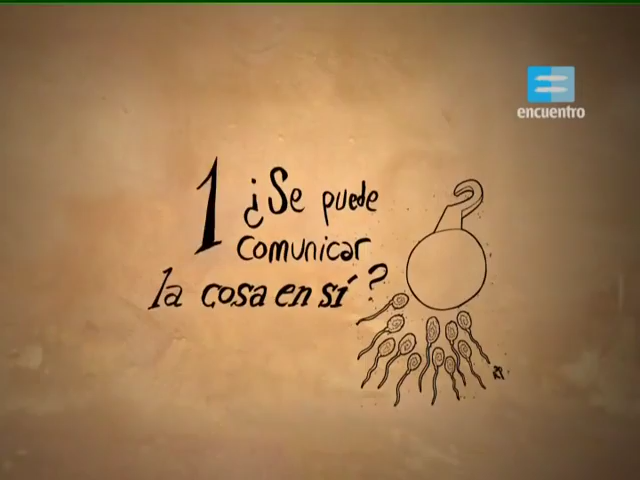 encuentro
1 ¿Se puede
comunicar
la cosa en sí?